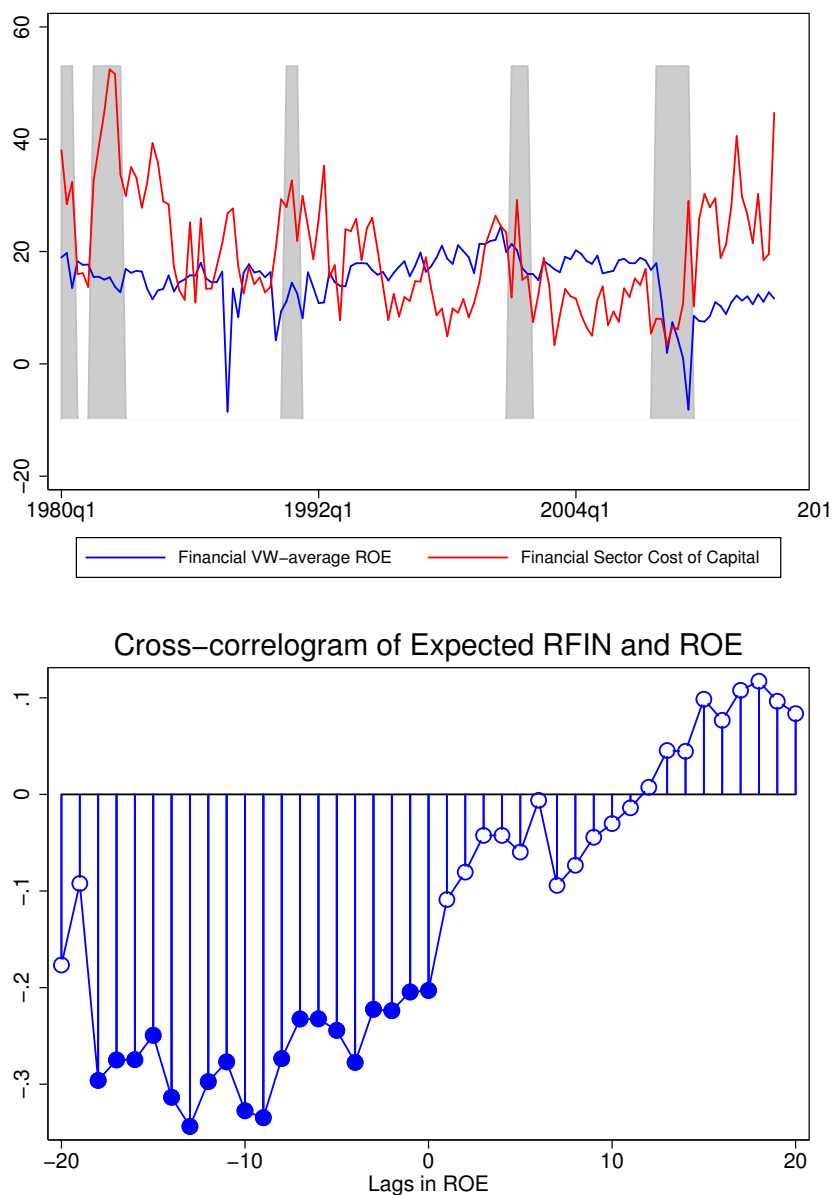 60
40
20
0
−20
1980q1 1992q1 2004q1 201
Financial VW−average ROE Financial Sector Cost of Capital
Cross−correlogram of Expected RFIN and ROE
.1
0
−.1
−.2
−.3
−20 −10 0 10 20
Lags in ROE